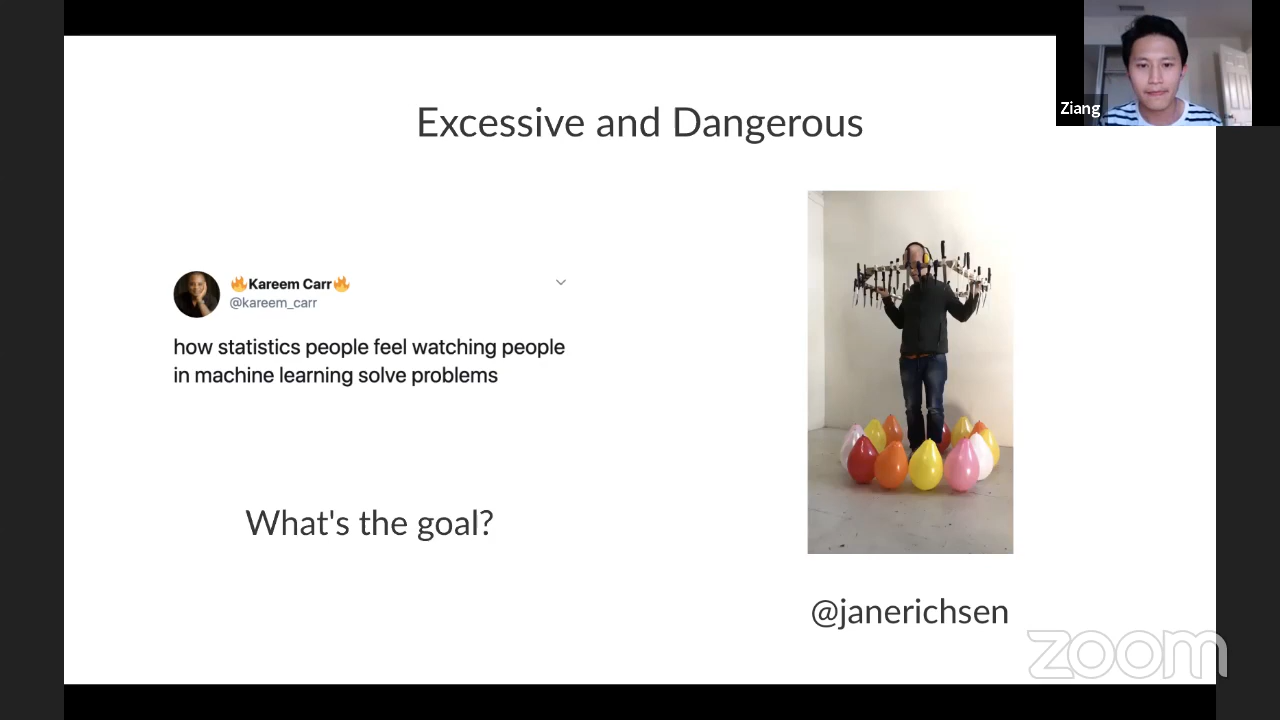 Excessive and Dangerous
Ziang
🔥Kareem Carr🔥
@kareem_carr
how statistics people feel watching people
in machine learning solve problems
What's the goal?
@janerichsen
zoom